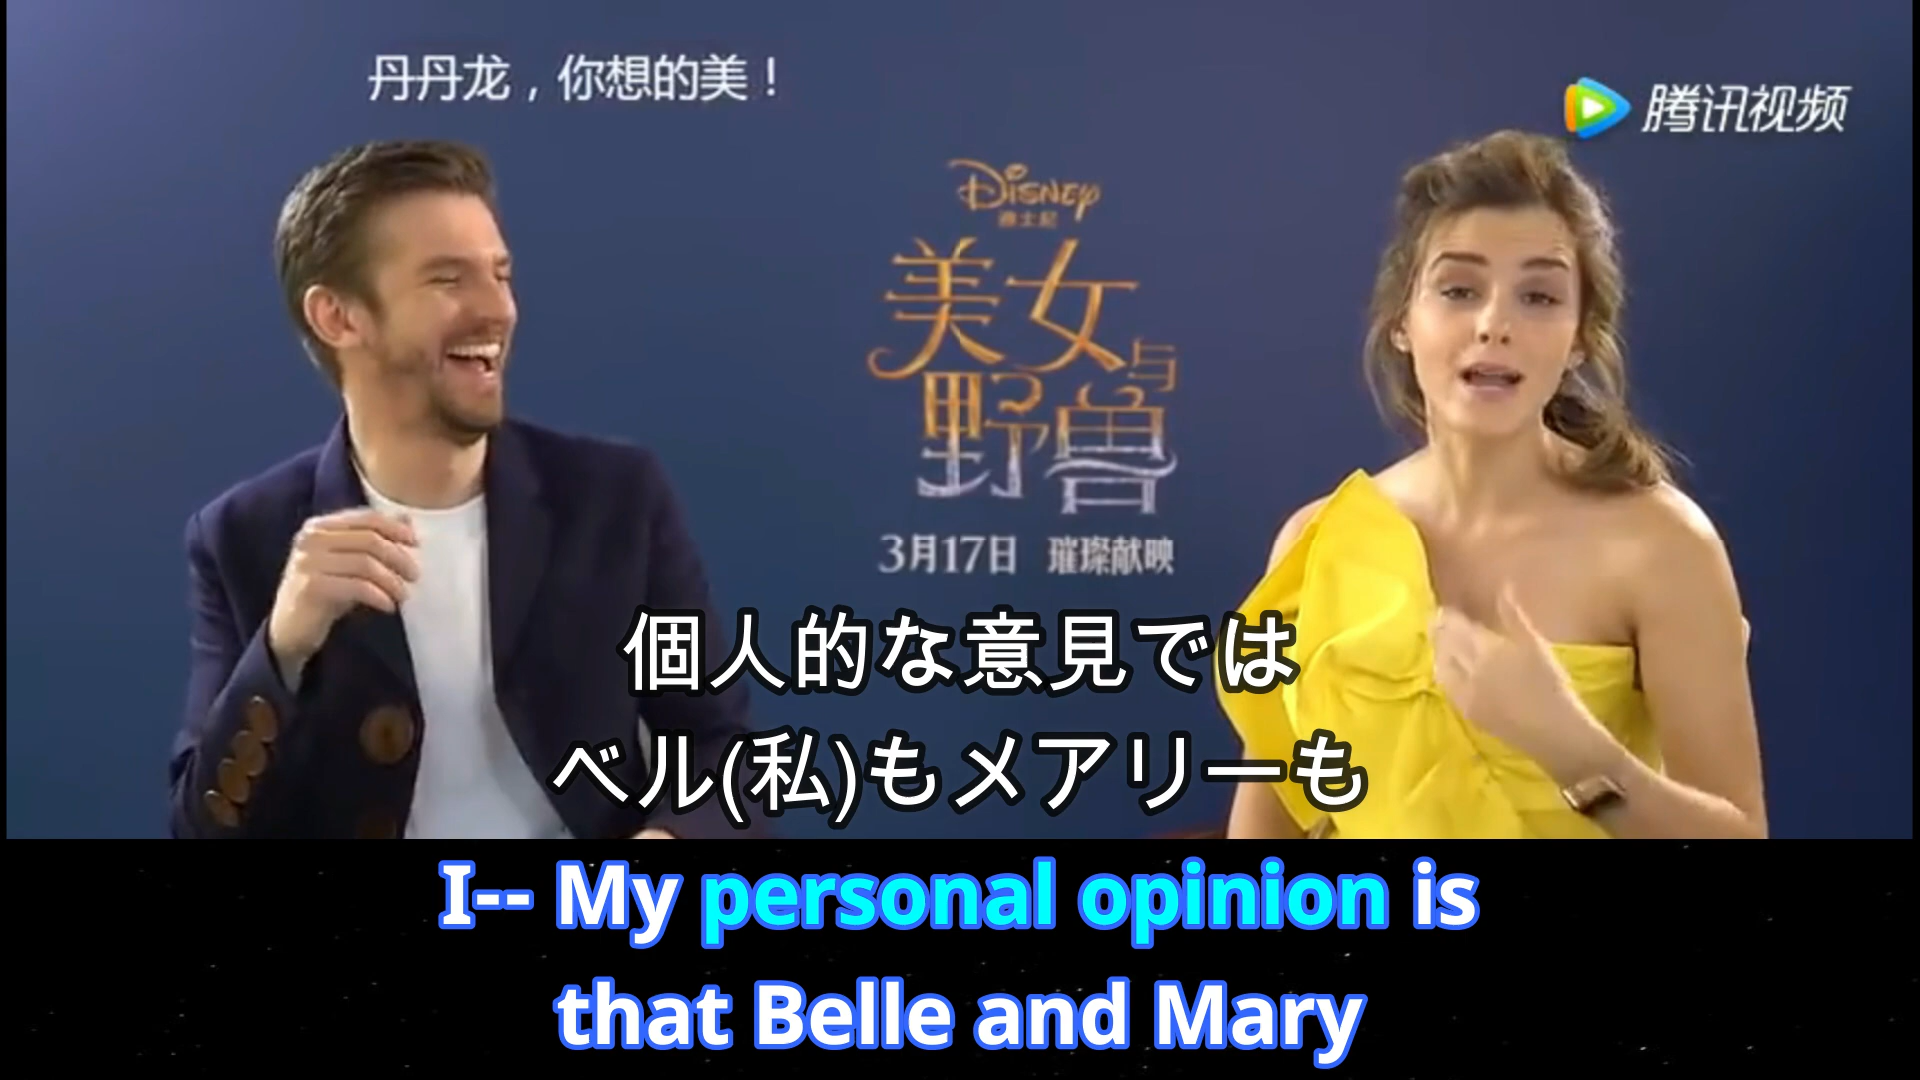 丹丹龙，你想的美！
腾讯视频
Disney
迪士尼
美女与
野兽
3月17日 璀璨献映
個人的な意見では
ベル(私)もメアリーも
I-- My personal opinion is
that Belle and Mary